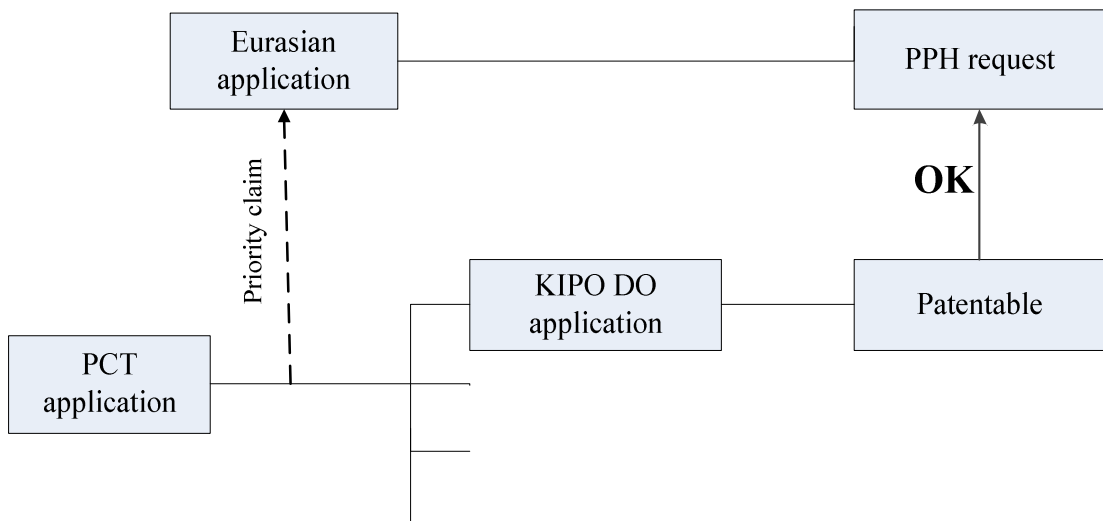 Eurasian
application
PPH request
Priority claim
OK
KIPO DO
application
Patentable
PCT
application